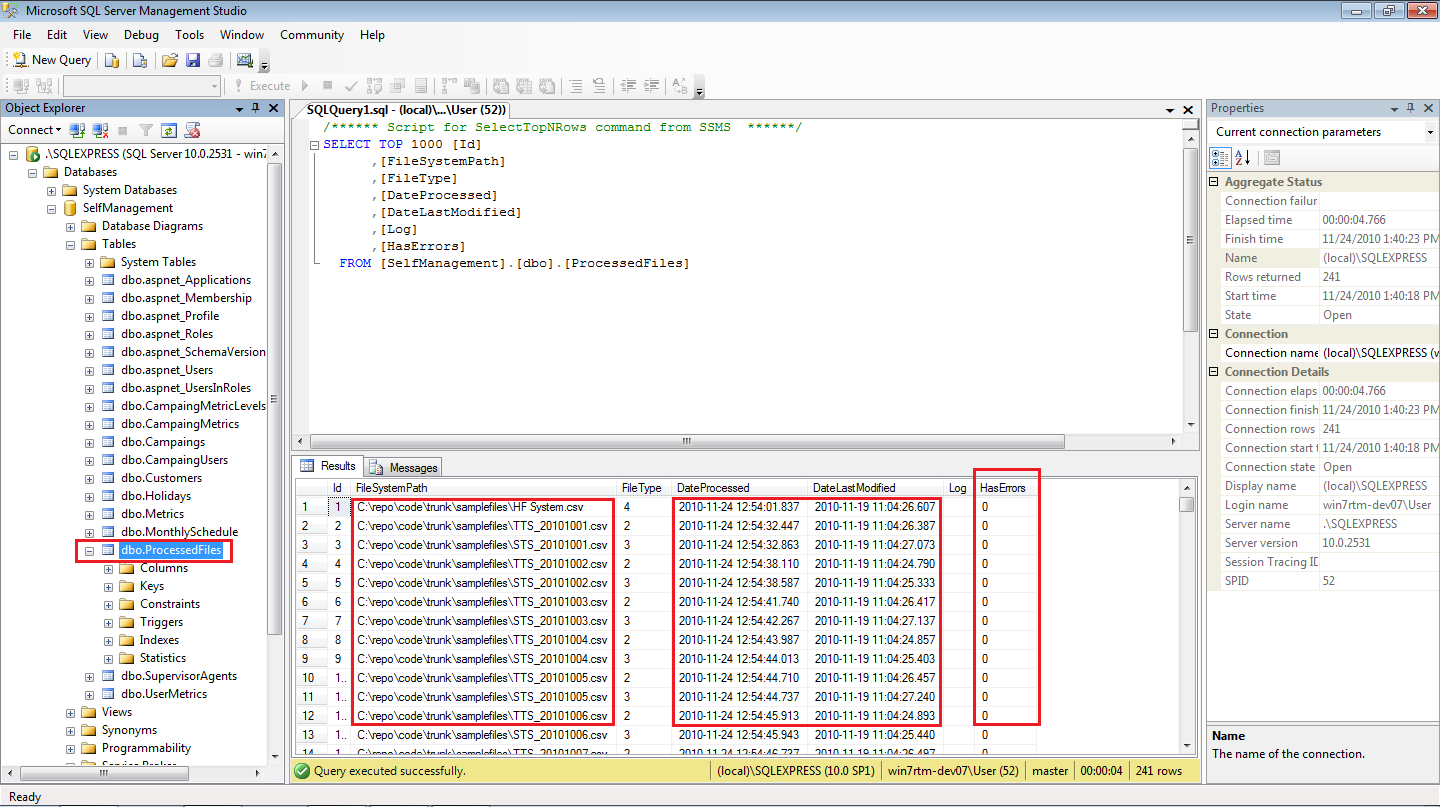 Microsoft SQL Server Management Studio
File Edit View Debug Tools Window Community Help
New Query
Execute
Object Explorer
Connect
.\SQLEXPRESS (SQL Server 10.0.2531 - win7
Databases
System Databases
SelfManagement
Database Diagrams
Tables
System Tables
dbo.aspnet_Applications
dbo.aspnet_Membership
dbo.aspnet_Profile
dbo.aspnet_Roles
dbo.aspnet_SchemaVersion
dbo.aspnet_Users
dbo.aspnet_UsersInRoles
dbo.CampaingMetricLevels
dbo.CampaingMetrics
dbo.Campaings
dbo.CampaingUsers
dbo.Customers
dbo.Holidays
dbo.Metrics
dbo.MonthlySchedule
dbo.ProcessedFiles
Columns
Keys
Constraints
Triggers
Indexes
Statistics
dbo.SupervisorAgents
dbo.UserMetrics
Views
Synonyms
Programmability
Service Broker
SQLQuery1.sql - (local)\...\User (52))
/****** Script for SelectTopNRows command from SSMS  ******/
SELECT TOP 1000 [Id]
,[FileSystemPath]
,[FileType]
,[DateProcessed]
,[DateLastModified]
,[Log]
,[HasErrors]
FROM [SelfManagement].[dbo].[ProcessedFiles]
Results Messages
Id FileSystemPath FileType DateProcessed DateLastModified Log HasErrors
1 1 C:\repo\code\trunk\samplefiles\HF System.csv 4 2010-11-24 12:54:01.837 2010-11-19 11:04:26.607 0
2 2 C:\repo\code\trunk\samplefiles\TTS_20101001.csv 2 2010-11-24 12:54:32.447 2010-11-19 11:04:26.387 0
3 3 C:\repo\code\trunk\samplefiles\STS_20101001.csv 3 2010-11-24 12:54:32.863 2010-11-19 11:04:27.073 0
4 4 C:\repo\code\trunk\samplefiles\TTS_20101002.csv 2 2010-11-24 12:54:38.110 2010-11-19 11:04:24.790 0
5 5 C:\repo\code\trunk\samplefiles\STS_20101002.csv 3 2010-11-24 12:54:38.587 2010-11-19 11:04:25.333 0
6 6 C:\repo\code\trunk\samplefiles\TTS_20101003.csv 2 2010-11-24 12:54:41.740 2010-11-19 11:04:26.417 0
7 7 C:\repo\code\trunk\samplefiles\STS_20101003.csv 3 2010-11-24 12:54:42.267 2010-11-19 11:04:27.137 0
8 8 C:\repo\code\trunk\samplefiles\TTS_20101004.csv 2 2010-11-24 12:54:43.987 2010-11-19 11:04:24.857 0
9 9 C:\repo\code\trunk\samplefiles\STS_20101004.csv 3 2010-11-24 12:54:44.013 2010-11-19 11:04:25.403 0
10 1.. C:\repo\code\trunk\samplefiles\TTS_20101005.csv 2 2010-11-24 12:54:44.710 2010-11-19 11:04:26.457 0
11 1.. C:\repo\code\trunk\samplefiles\STS_20101005.csv 3 2010-11-24 12:54:44.737 2010-11-19 11:04:27.240 0
12 1.. C:\repo\code\trunk\samplefiles\TTS_20101006.csv 2 2010-11-24 12:54:45.913 2010-11-19 11:04:24.893 0
13 1.. C:\repo\code\trunk\samplefiles\STS_20101006.csv 3 2010-11-24 12:54:45.943 2010-11-19 11:04:25.440 0
14 1.. C:\repo\code\trunk\samplefiles\TTS_20101007.csv 2 2010-11-24 12:54:46.737 2010-11-19 11:04:26.497 0
Query executed successfully. (local)\SQLEXPRESS (10.0 SP1) win7rtm-dev07\User (52) master 00:00:04 241 rows
Properties
Current connection parameters
Aggregate Status
Connection failur
Elapsed time 00:00:04.766
Finish time 11/24/2010 1:40:23 PM
Name (local)\SQLEXPRESS
Rows returned 241
Start time 11/24/2010 1:40:18 PM
State Open
Connection
Connection name (local)\SQLEXPRESS (w
Connection Details
Connection elaps 00:00:04.766
Connection finish 11/24/2010 1:40:23 PM
Connection rows 241
Connection start t 11/24/2010 1:40:18 PM
Connection state Open
Display name (local)\SQLEXPRESS
Login name win7rtm-dev07\User
Server name .\SQLEXPRESS
Server version 10.0.2531
Session Tracing ID
SPID 52
Name
The name of the connection.
Ready